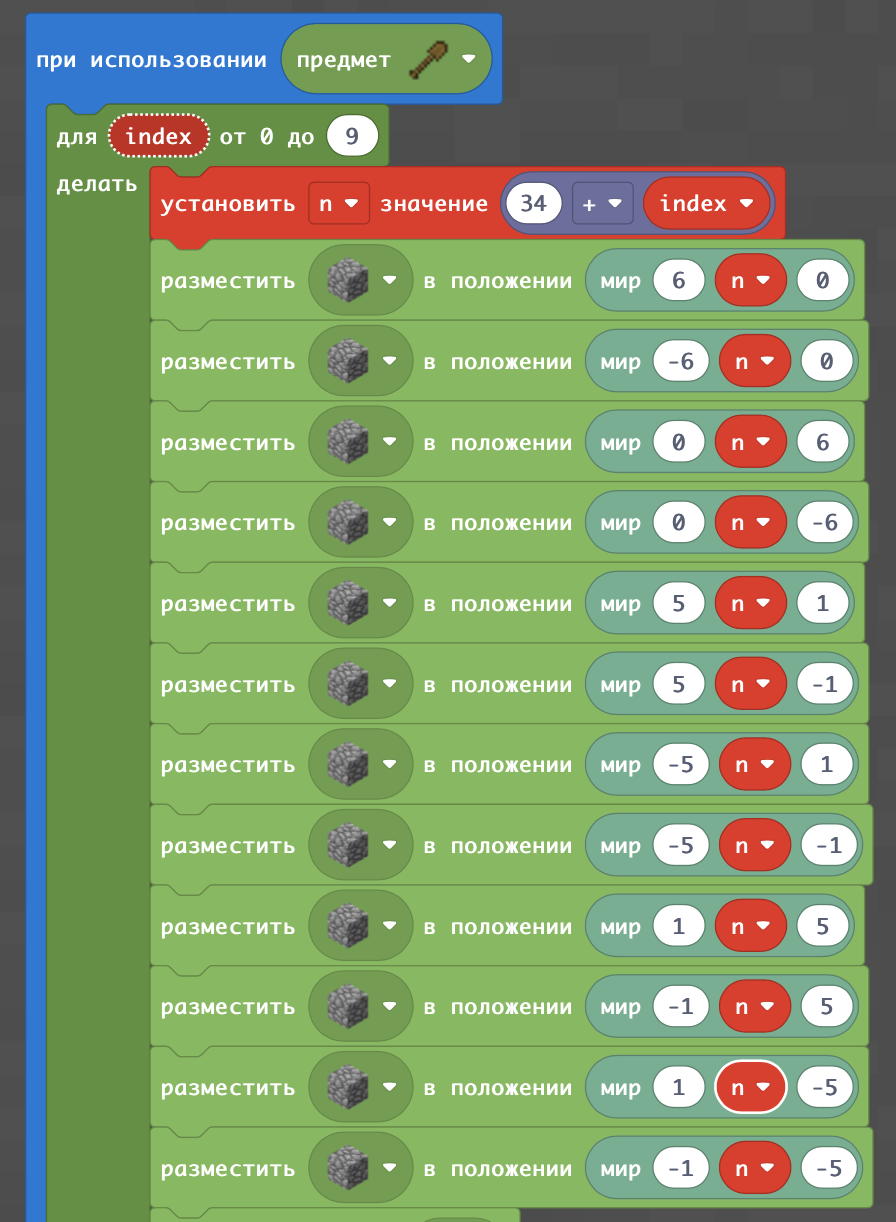 при использовании предмет
для index от 0 до 9
делать
установить n значение 34 + index
разместить в положении мир 6 n 0
разместить в положении мир -6 n 0
разместить в положении мир 0 n 6
разместить в положении мир 0 n -6
разместить в положении мир 5 n 1
разместить в положении мир 5 n -1
разместить в положении мир -5 n 1
разместить в положении мир -5 n -1
разместить в положении мир 1 n 5
разместить в положении мир -1 n 5
разместить в положении мир 1 n -5
разместить в положении мир -1 n -5